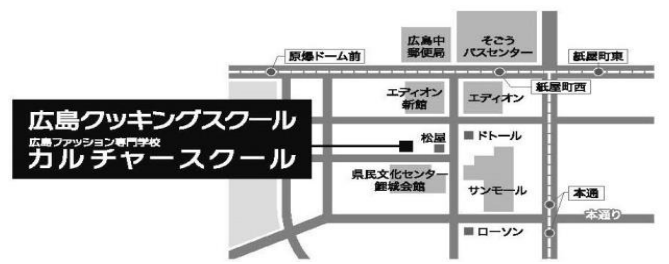 広島中
郵便局
そごう
バスセンター
原爆ドーム前
紙屋町東
紙屋町西
エディオン
新館
エディオン
広島クッキングスクール
広島ファッション専門学校
カルチャースクール
松屋
ドトール
県民文化センター
鯉城会館
サンモール
本通
本通り
ローソン